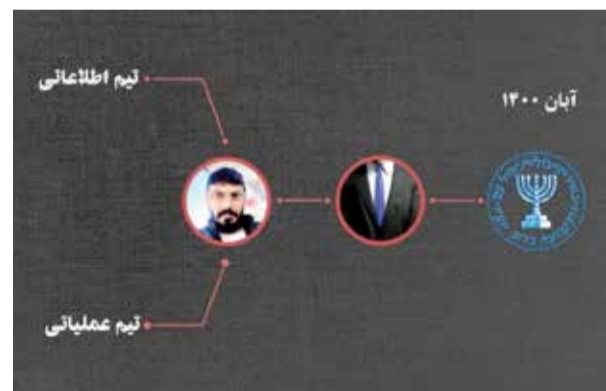 آبان ۱۴۰۰
تیم اطلاعاتی
تیم عملیاتی